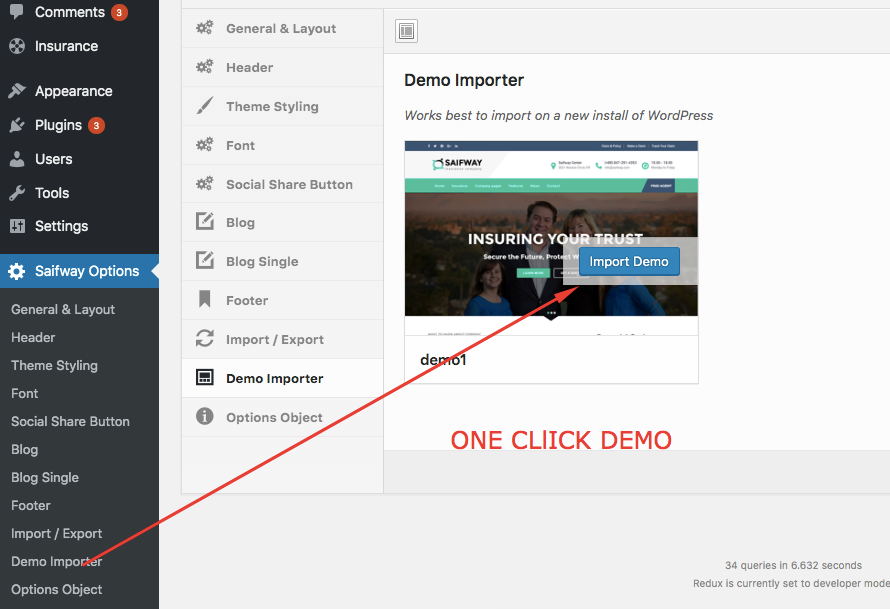 Comments 3
Insurance
Appearance
Plugins 3
Users
Tools
Settings
Saifway Options
General & Layout
Header
Theme Styling
Font
Social Share Button
Blog
Blog Single
Footer
Import / Export
Demo Importer
Options Object
General & Layout
Header
Theme Styling
Font
Social Share Button
Blog
Blog Single
Footer
Import / Export
Demo Importer
Options Object
Demo Importer
Works best to import on a new install of WordPress
SAIFWAY
INSURING YOUR TRUST
Secure the Future, Protect W
Import Demo
demo1
ONE ClICK DEMO
34 queries in 6.632 seconds
Redux is currently set to developer mode